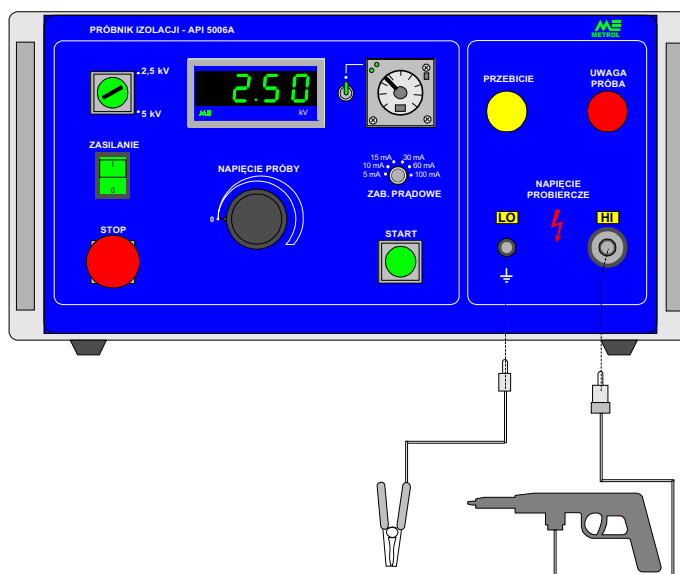 PRÓBNIK IZOLACJI - API 5006A
ME
METROL
2,5 kV
5 kV
2.50
ME
kV
PRZEBICIE
UWAGA
PRÓBA
ZASILANIE
I
0
NAPIĘCIE PRÓBY
0
15 mA
30 mA
10 mA
60 mA
5 mA
100 mA
ZAB. PRĄDOWE
NAPIĘCIE
PROBIERCZE
LO
HI
STOP
START